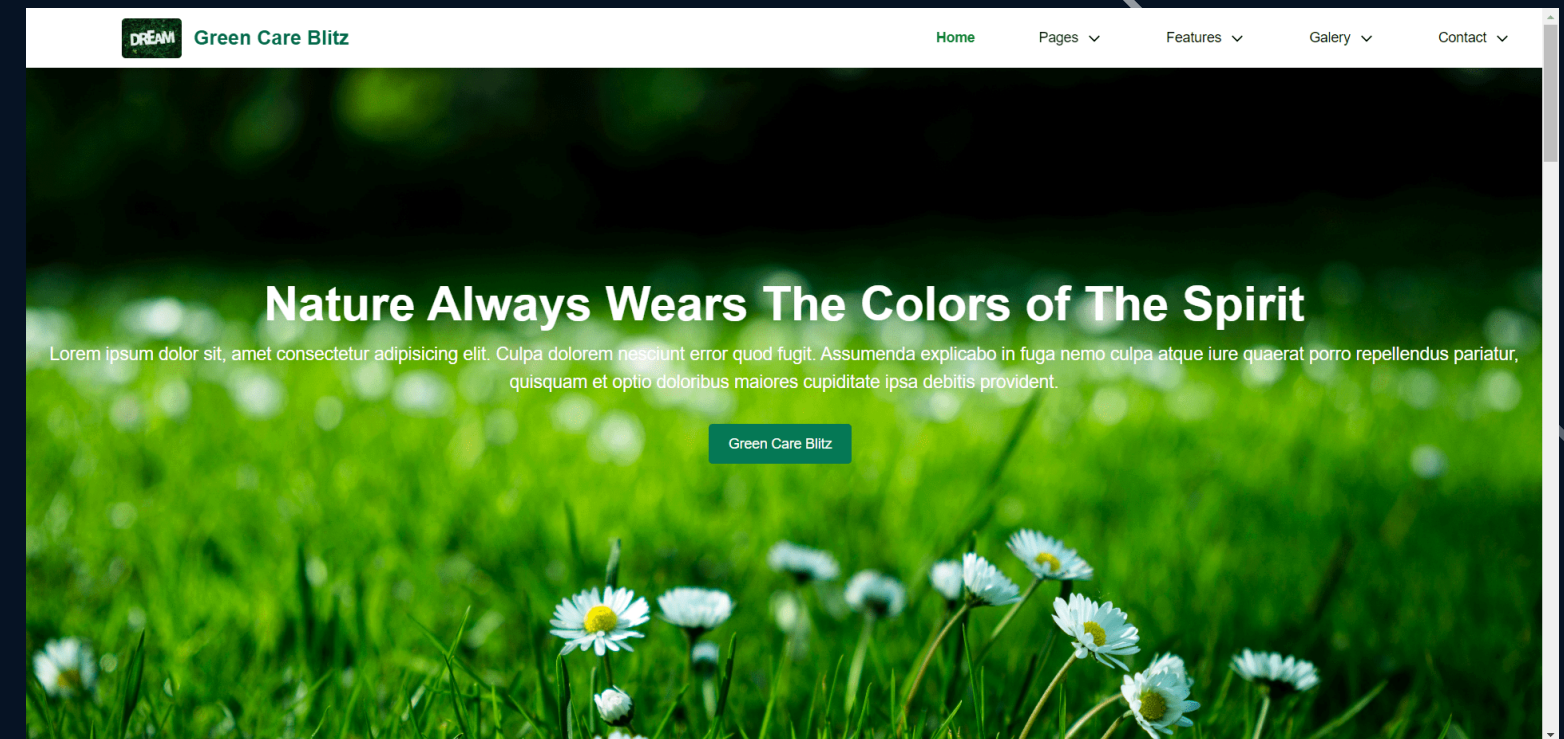 DREAM
Green Care Blitz
Home
Pages
Features
Galery
Contact
Nature Always Wears The Colors of The Spirit
Lorem ipsum dolor sit, amet consectetur adipisicing elit. Culpa dolorem nesciunt error quod fugit. Assumenda explicabo in fuga nemo culpa atque iure quaerat porro repellendus pariatur,
quisquam et optio doloribus maiores cupiditate ipsa debitis provident.
Green Care Blitz